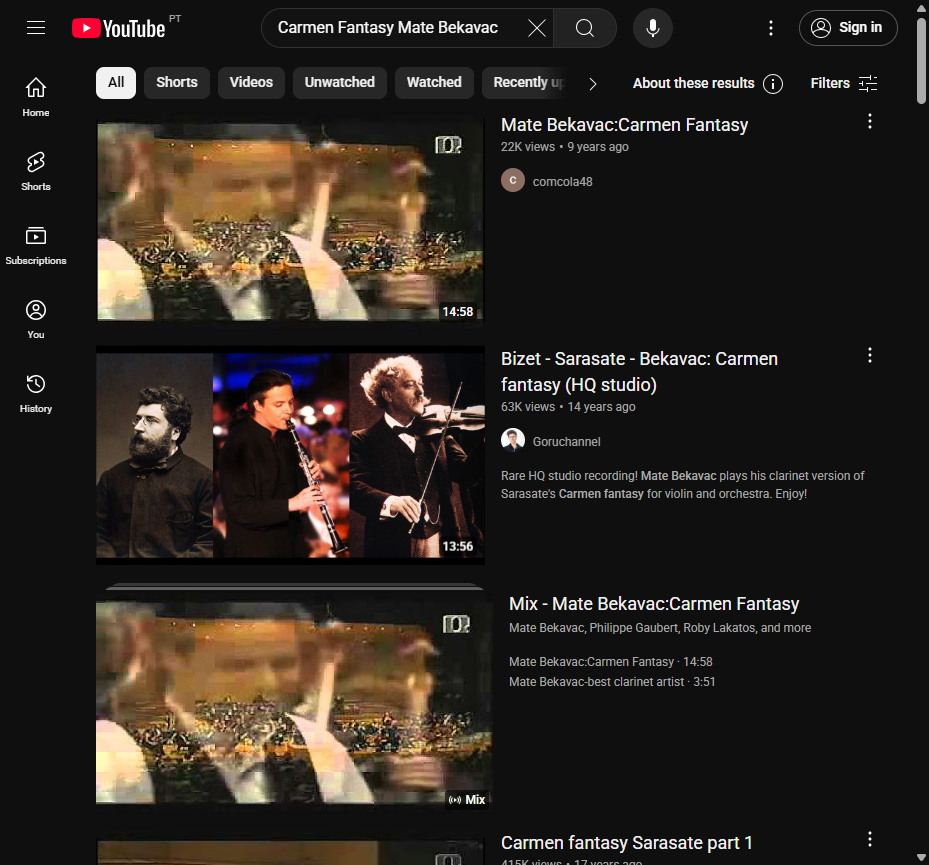 YouTube PT
Carmen Fantasy Mate Bekavac
Sign in
Home
Shorts
Subscriptions
You
History
All
Shorts
Videos
Unwatched
Watched
Recently up
About these results
Filters
14:58
Mate Bekavac:Carmen Fantasy
22K views • 9 years ago
C
comcola48
13:56
Bizet - Sarasate - Bekavac: Carmen
fantasy (HQ studio)
63K views • 14 years ago
Goruchannel
Rare HQ studio recording! Mate Bekavac plays his clarinet version of
Sarasate's Carmen fantasy for violin and orchestra. Enjoy!
Mix
Mix - Mate Bekavac:Carmen Fantasy
Mate Bekavac, Philippe Gaubert, Roby Lakatos, and more
Mate Bekavac:Carmen Fantasy · 14:58
Mate Bekavac-best clarinet artist · 3:51
Carmen fantasy Sarasate part 1
415K views • 17 years ago